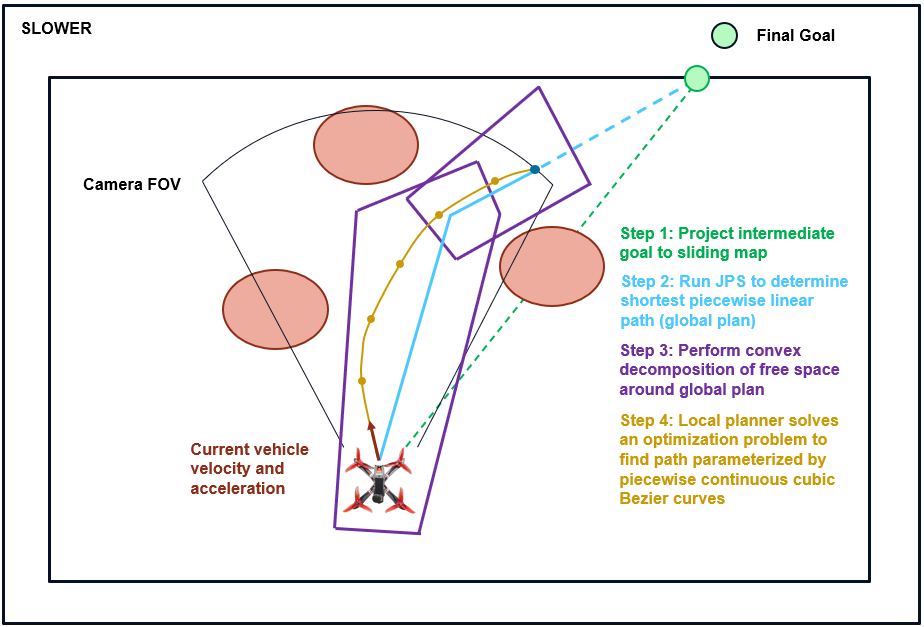 SLOWER
Final Goal
Camera FOV
Step 1: Project intermediate
goal to sliding map
Step 2: Run JPS to determine
shortest piecewise linear
path (global plan)
Step 3: Perform convex
decomposition of free space
around global plan
Step 4: Local planner solves
an optimization problem to
find path parameterized by
piecewise continuous cubic
Bezier curves
Current vehicle
velocity and
acceleration